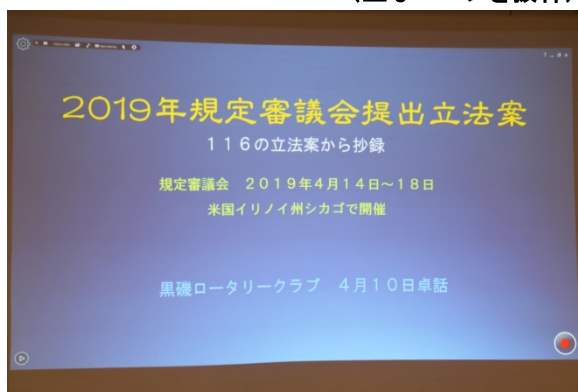 2019年規定審議会提出立法案
116の立法案から抄録
規定審議会　2019年4月14日~18日
米国イリノイ州シカゴで開催
黒磯ロータリークラブ　4月10日卓話